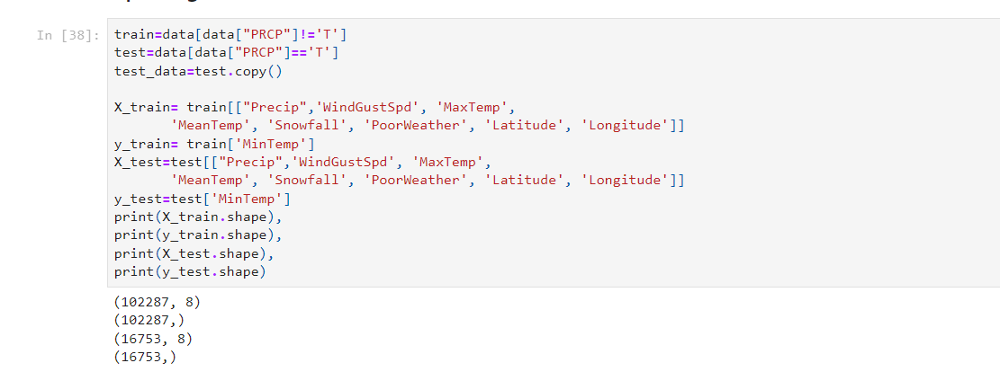 In [38]:
train=data[data["PRCP"]!='T']
test=data[data["PRCP"]=='T']
test_data=test.copy()
X_train= train[["Precip",'WindGustSpd', 'MaxTemp',
'MeanTemp', 'Snowfall', 'PoorWeather', 'Latitude', 'Longitude']]
y_train= train['MinTemp']
X_test=test[["Precip",'WindGustSpd', 'MaxTemp',
'MeanTemp', 'Snowfall', 'PoorWeather', 'Latitude', 'Longitude']]
y_test=test['MinTemp']
print(X_train.shape),
print(y_train.shape),
print(X_test.shape),
print(y_test.shape)
(102287, 8)
(102287,)
(16753, 8)
(16753,)